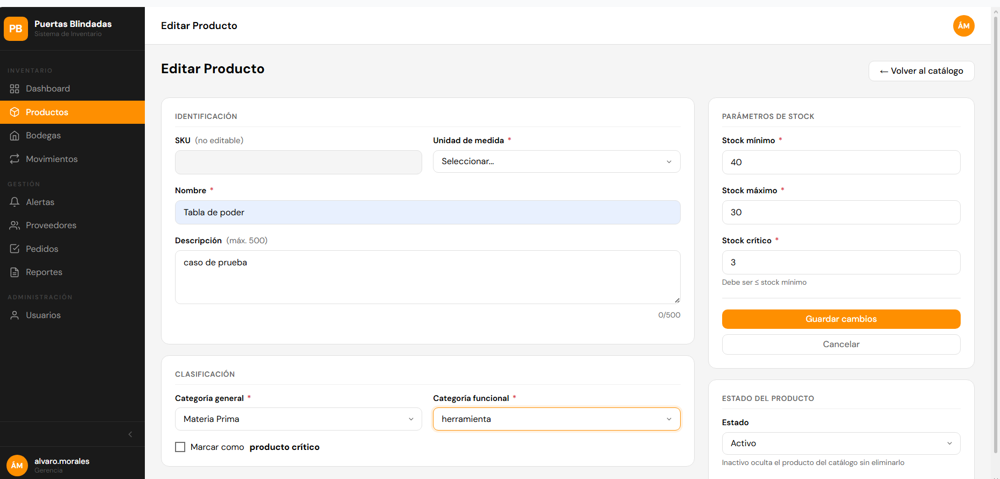 PB
Puertas Blindadas
Sistema de Inventario
INVENTARIO
Dashboard
Productos
Bodegas
Movimientos
GESTIÓN
Alertas
Proveedores
Pedidos
Reportes
ADMINISTRACIÓN
Usuarios
ÁM
alvaro.morales
Gerencia
Editar Producto
ÁM
Editar Producto
← Volver al catálogo
IDENTIFICACIÓN
SKU (no editable)
Unidad de medida *
Seleccionar...
Nombre *
Tabla de poder
Descripción (máx. 500)
caso de prueba
0/500
CLASIFICACIÓN
Categoría general *
Materia Prima
Categoría funcional *
herramienta
Marcar como producto crítico
PARÁMETROS DE STOCK
Stock mínimo *
40
Stock máximo *
30
Stock crítico *
3
Debe ser ≤ stock mínimo
Guardar cambios
Cancelar
ESTADO DEL PRODUCTO
Estado
Activo
Inactivo oculta el producto del catálogo sin eliminarlo